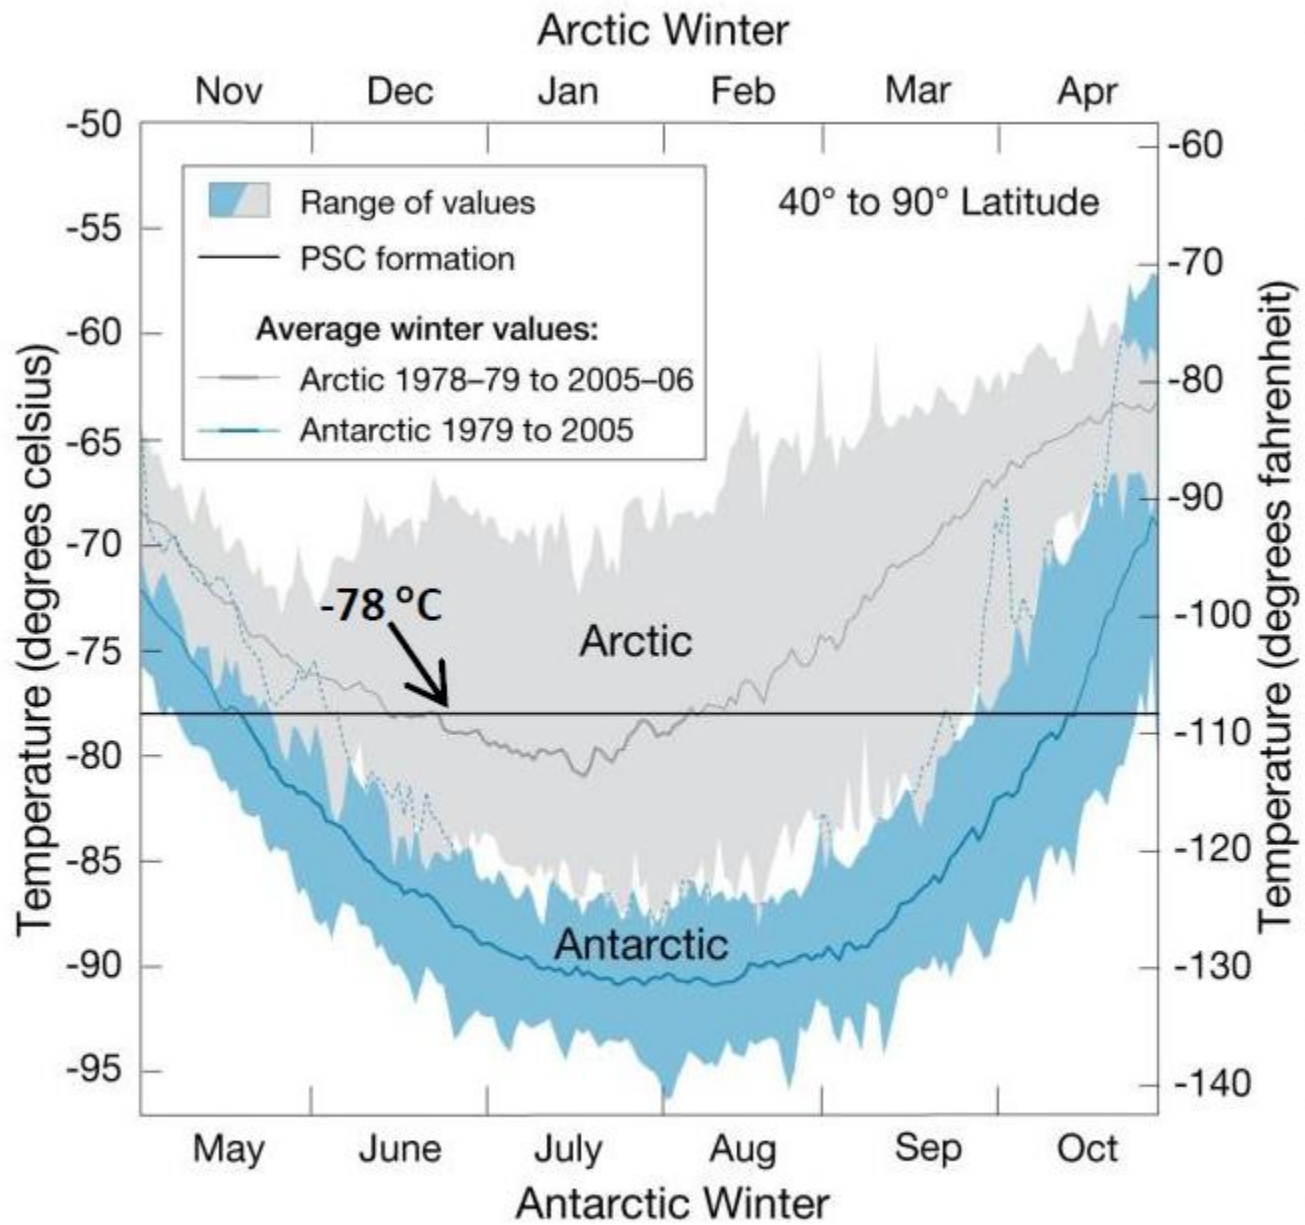 Arctic Winter
Nov Dec Jan Feb Mar Apr
-50
-55
-60
-65
-70
-75
-80
-85
-90
-95
Temperature (degrees celsius)
Range of values
PSC formation
Average winter values:
Arctic 1978–79 to 2005–06
Antarctic 1979 to 2005
40° to 90° Latitude
-78 °C
Arctic
Antarctic
-60
-70
-80
-90
-100
-110
-120
-130
-140
Temperature (degrees fahrenheit)
May June July Aug Sep Oct
Antarctic Winter